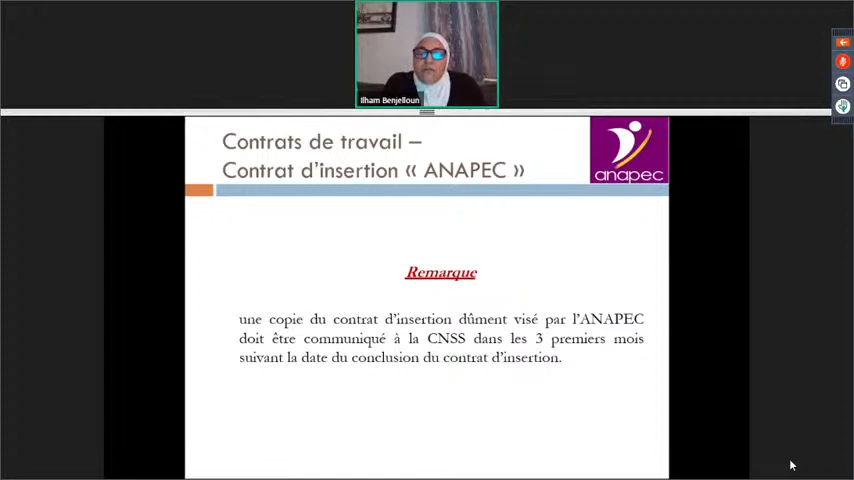 Ilham Benjelloun
Contrats de travail –
Contrat d'insertion « ANAPEC »
anapec
Remarque
une copie du contrat d'insertion dûment visé par l'ANAPEC
doit être communiqué à la CNSS dans les 3 premiers mois
suivant la date du conclusion du contrat d'insertion.